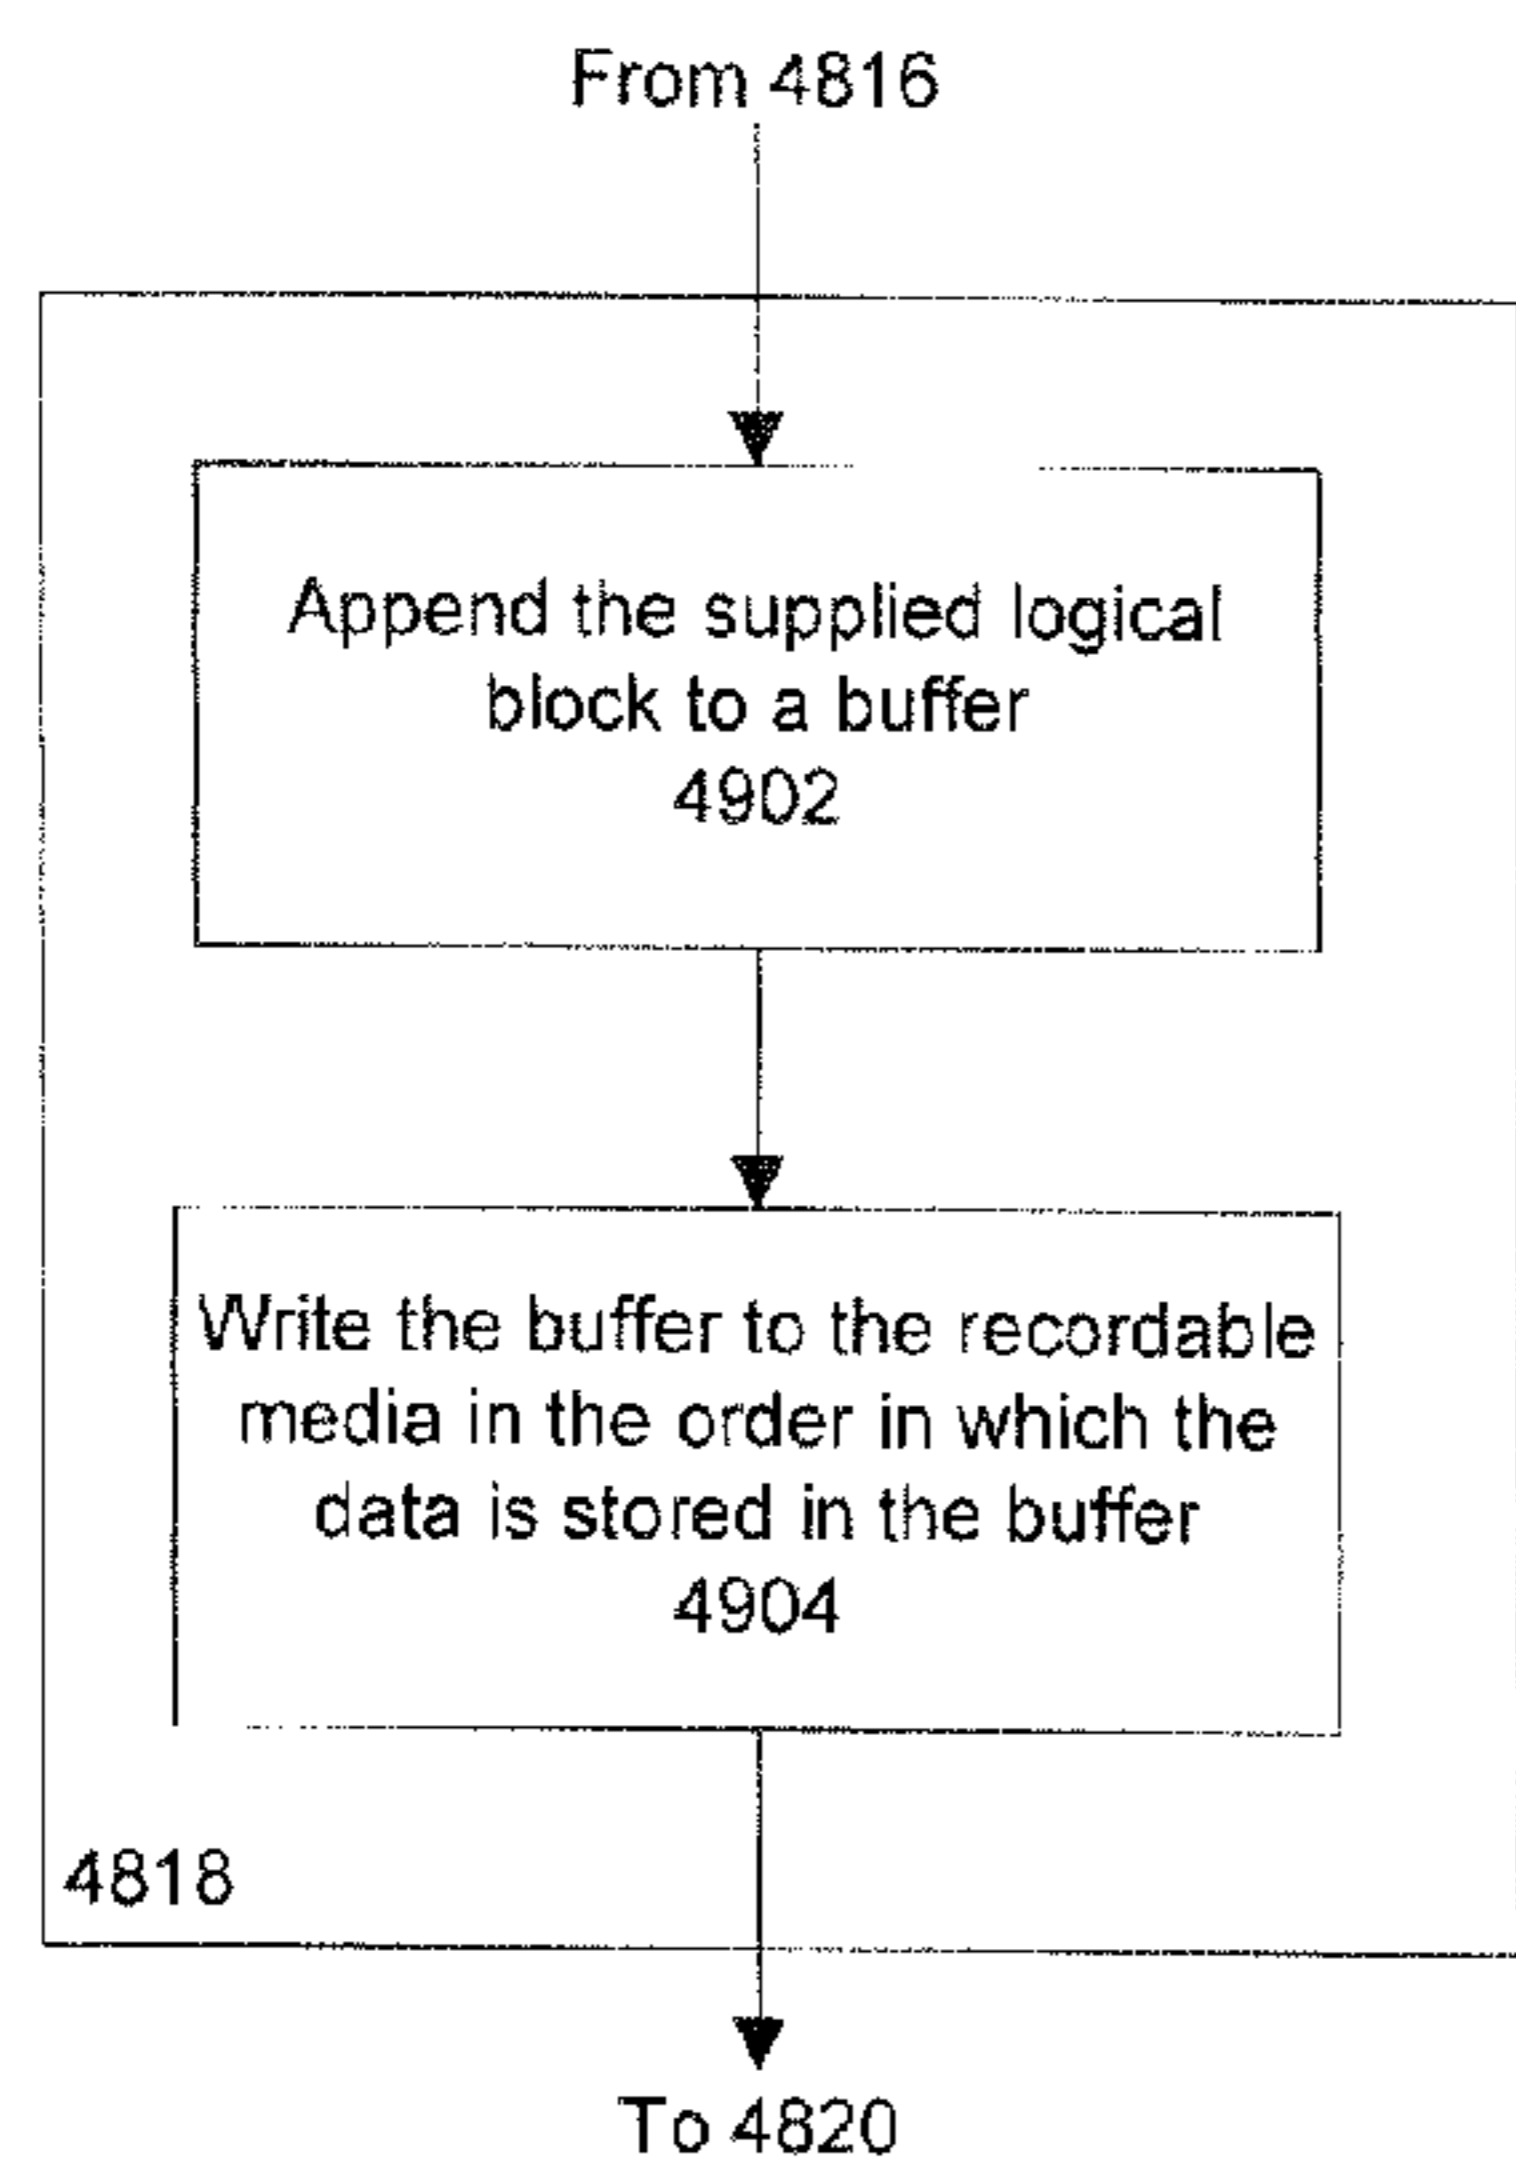 From 4816
Append the supplied logical
block to a buffer
4902
Write the buffer to the recordable
media in the order in which the
data is stored in the buffer
4904
4818
To 4820